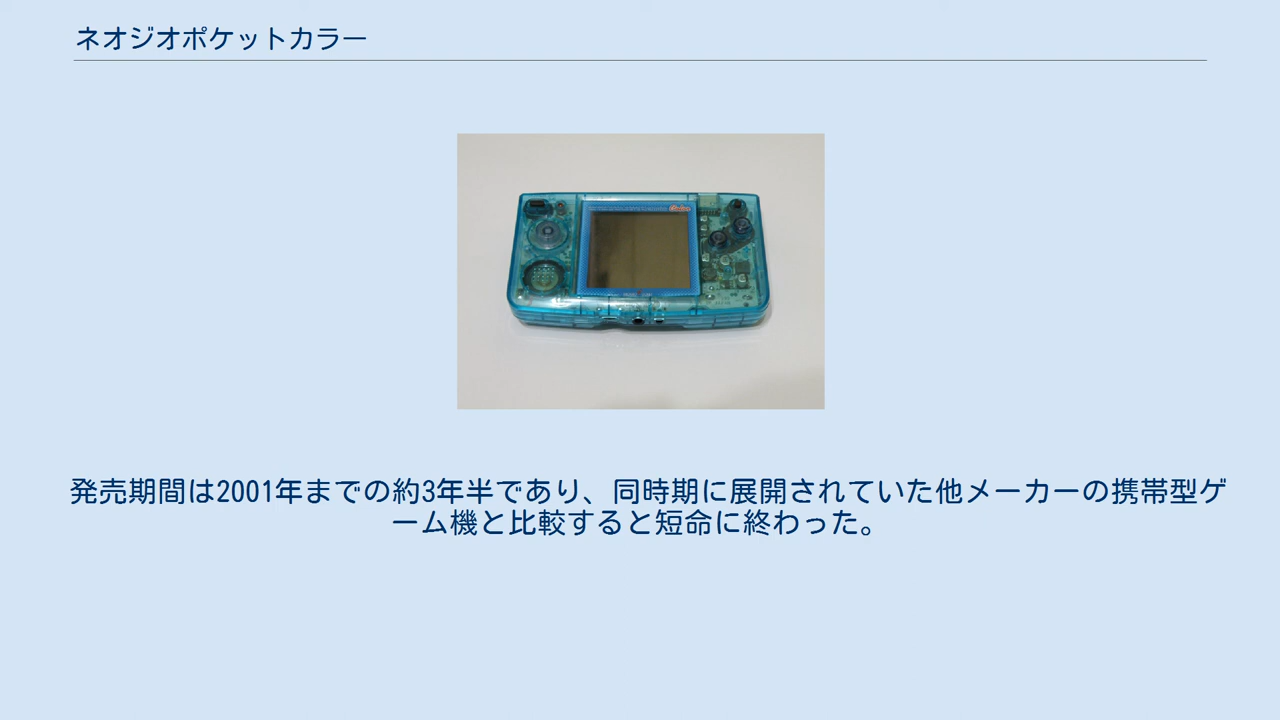 ネオジオポケットカラー
発売期間は2001年までの約3年半であり、同時期に展開されていた他メーカーの携帯型ゲ
ーム機と比較すると短命に終わった。